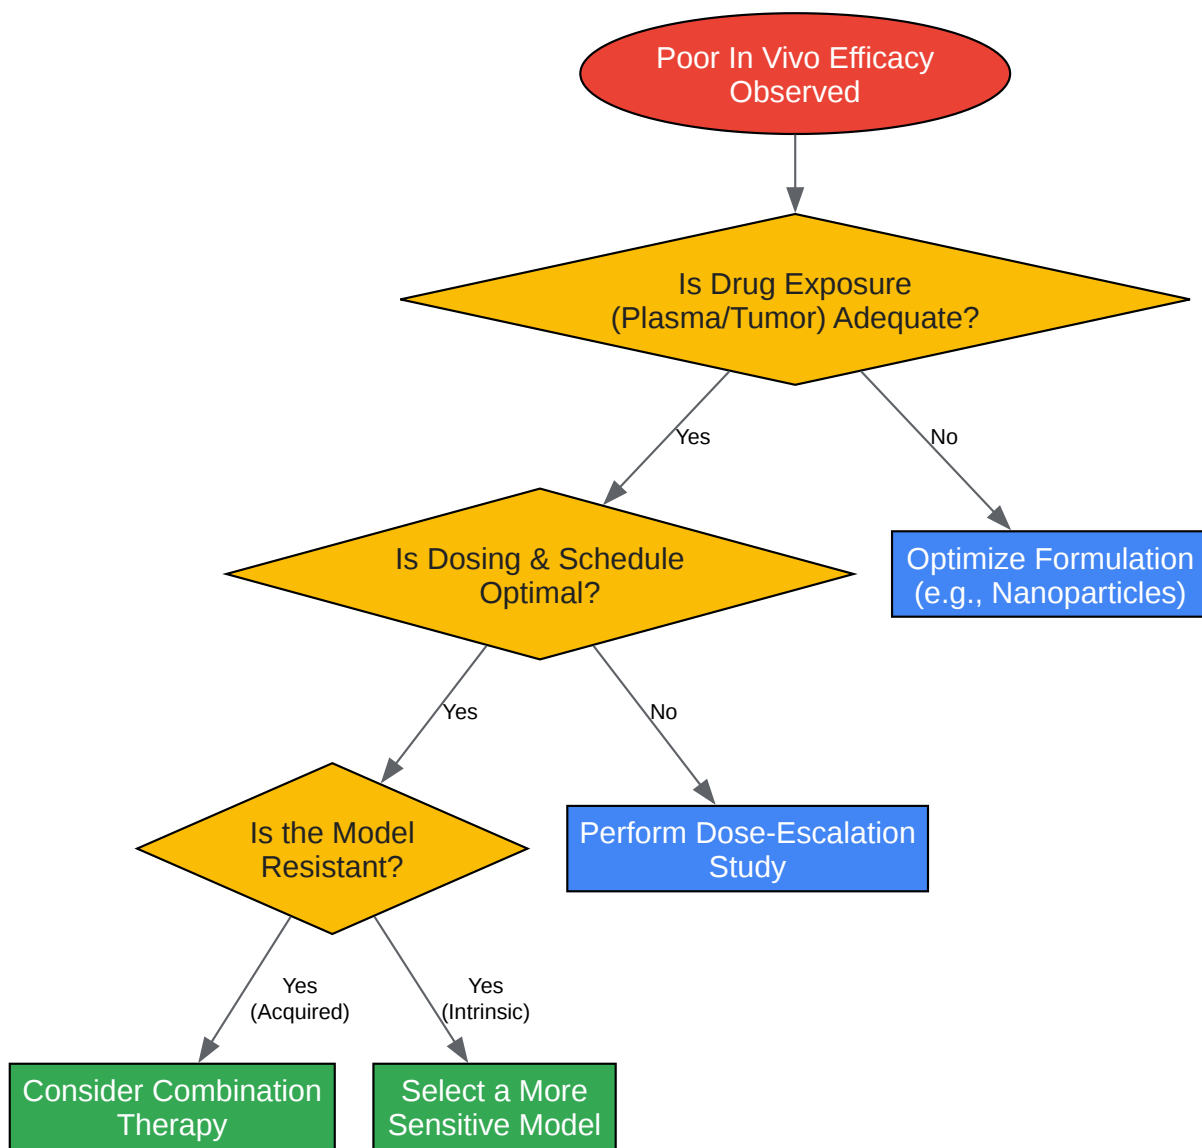 Poor In Vivo Efficacy
Observed
Is Drug Exposure
(Plasma/Tumor) Adequate?
Yes
No
Is Dosing & Schedule
Optimal?
Optimize Formulation
(e.g., Nanoparticles)
Yes
No
Is the Model
Resistant?
Perform Dose-Escalation
Study
Yes
(Acquired)
Yes
(Intrinsic)
Consider Combination
Therapy
Select a More
Sensitive Model